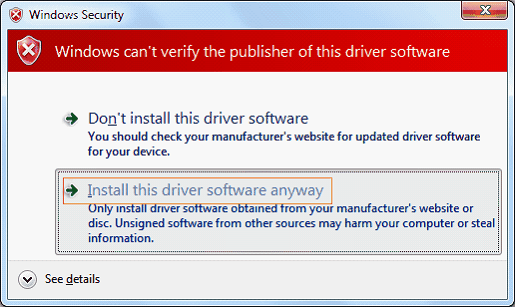 Windows Security
Windows can't verify the publisher of this driver software
Don't install this driver software
You should check your manufacturer's website for updated driver software
for your device.
Install this driver software anyway
Only install driver software obtained from your manufacturer's website or
disc. Unsigned software from other sources may harm your computer or steal
information.
See details